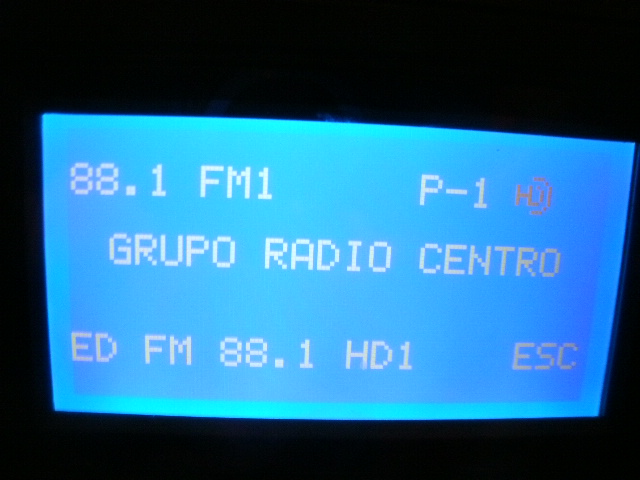 88.1 FM1 P-1 HD
GRUPO RADIO CENTRO
ED FM 88.1 HD1 ESC